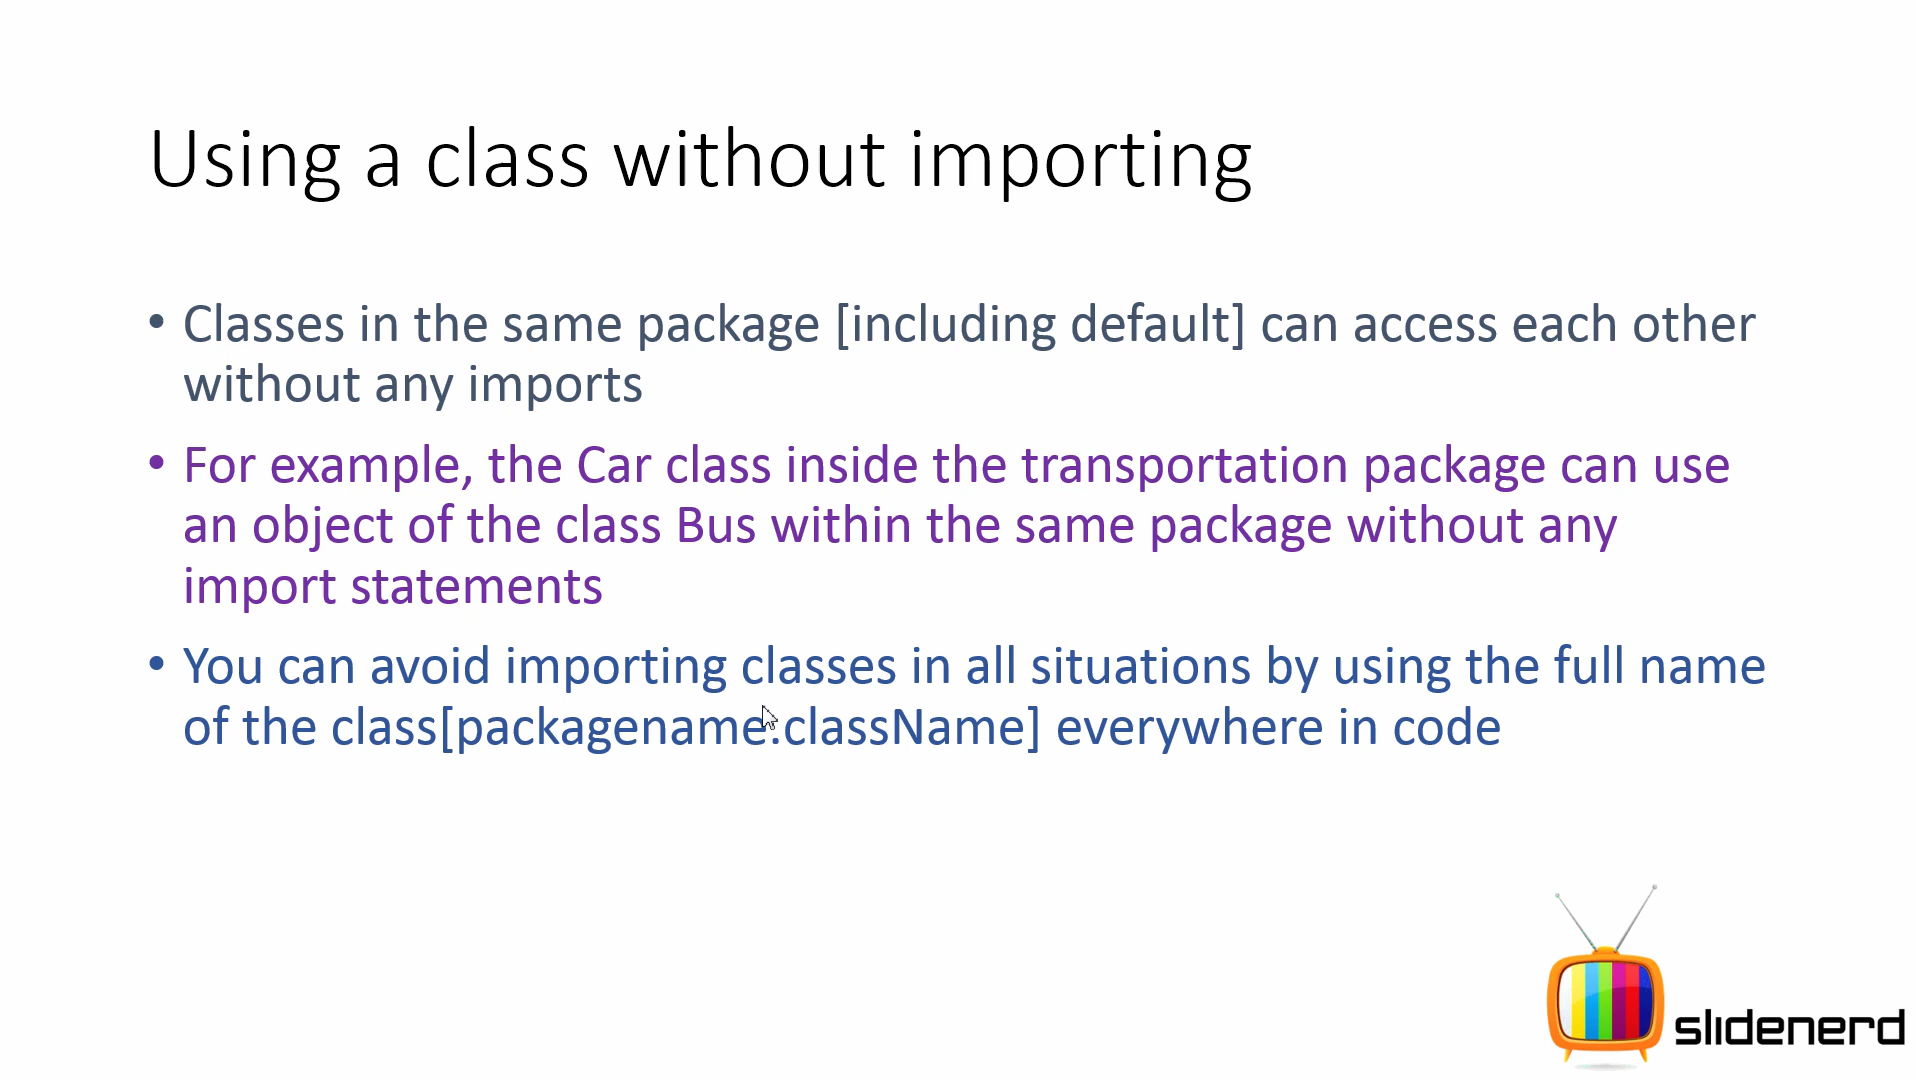 Using a class without importing
• Classes in the same package [including default] can access each other
without any imports
• For example, the Car class inside the transportation package can use
an object of the class Bus within the same package without any
import statements
• You can avoid importing classes in all situations by using the full name
of the class[packagename.className] everywhere in code
slidenerd